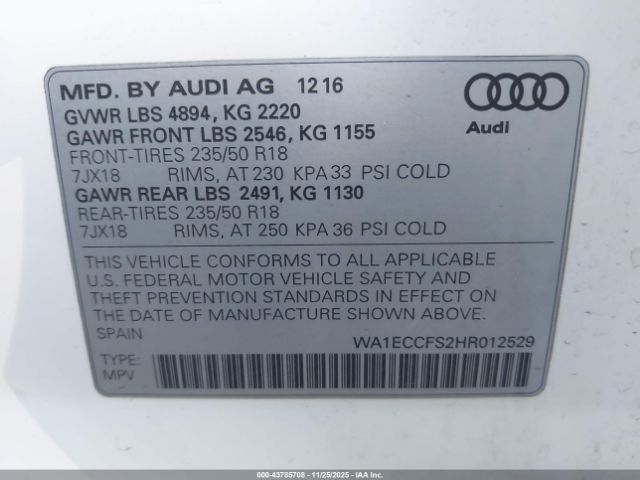 MFD. BY AUDI AG 12 16
GVWR LBS 4894, KG 2220
GAWR FRONT LBS 2546, KG 1155
FRONT-TIRES 235/50 R18
7JX18 RIMS, AT 230 KPA 33 PSI COLD
GAWR REAR LBS 2491, KG 1130
REAR-TIRES 235/50 R18
7JX18 RIMS, AT 250 KPA 36 PSI COLD
Audi
THIS VEHICLE CONFORMS TO ALL APPLICABLE
U.S. FEDERAL MOTOR VEHICLE SAFETY AND
THEFT PREVENTION STANDARDS IN EFFECT ON
THE DATE OF MANUFACTURE SHOWN ABOVE.
SPAIN WA1ECCFS2HR012529
TYPE:
MPV
000-43785708 - 11/25/2025 - IAAI.COM